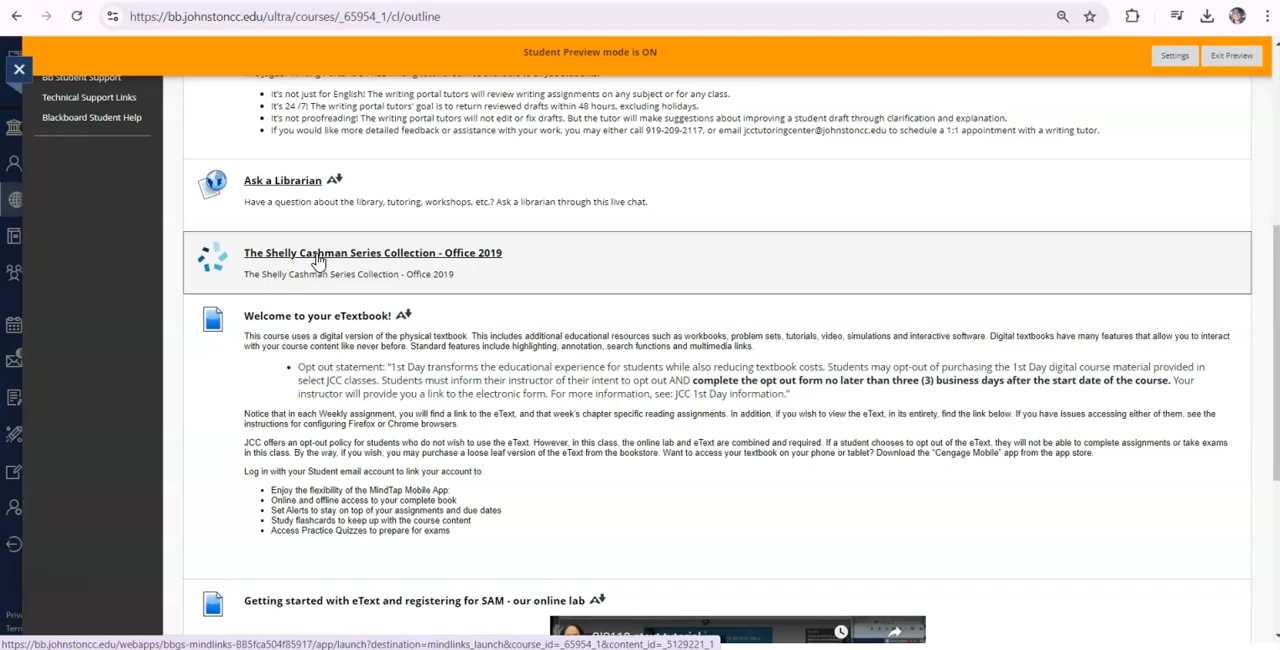 https://bb.johnstoncc.edu/ultra/courses/_65954_1/cl/outline
Student Preview mode is ON
Settings
Exit Preview
Bb Student Support
Technical Support Links
Blackboard Student Help
It's not just for English! The writing portal tutors will review writing assignments on any subject or for any class.
It's 24 /7! The writing portal tutors' goal is to return reviewed drafts within 48 hours, excluding holidays.
It's not proofreading! The writing portal tutors will not edit or fix drafts. But the tutor will make suggestions about improving a student draft through clarification and explanation.
If you would like more detailed feedback or assistance with your work, you may either call 919-209-2117, or email jcctutoringcenter@johnstoncc.edu to schedule a 1:1 appointment with a writing tutor.
Ask a Librarian
Have a question about the library, tutoring, workshops, etc.? Ask a librarian through this live chat.
The Shelly Cashman Series Collection - Office 2019
The Shelly Cashman Series Collection - Office 2019
Welcome to your eTextbook!
This course uses a digital version of the physical textbook. This includes additional educational resources such as workbooks, problem sets, tutorials, video, simulations and interactive software. Digital textbooks have many features that allow you to interact
with your course content like never before. Standard features include highlighting, annotation, search functions and multimedia links.
Opt out statement: "1st Day transforms the educational experience for students while also reducing textbook costs. Students may opt-out of purchasing the 1st Day digital course material provided in
select JCC classes. Students must inform their instructor of their intent to opt out AND complete the opt out form no later than three (3) business days after the start date of the course. Your
instructor will provide you a link to the electronic form. For more information, see: JCC 1st Day information."
Notice that in each Weekly assignment, you will find a link to the eText, and that week's chapter specific reading assignments. In addition, if you wish to view the eText, in its entirety, find the link below. If you have issues accessing either of them, see the
instructions for configuring Firefox or Chrome browsers.
JCC offers an opt-out policy for students who do not wish to use the eText. However, in this class, the online lab and eText are combined and required. If a student chooses to opt out of the eText, they will not be able to complete assignments or take exams
in this class. By the way, if you wish, you may purchase a loose leaf version of the eText from the bookstore. Want to access your textbook on your phone or tablet? Download the "Cengage Mobile" app from the app store.
Log in with your Student email account to link your account to:
Enjoy the flexibility of the MindTap Mobile App:
Online and offline access to your complete book
Set Alerts to stay on top of your assignments and due dates
Study flashcards to keep up with the course content
Access Practice Quizzes to prepare for exams
Getting started with eText and registering for SAM - our online lab
Priv
Tern
https://bb.johnstoncc.edu/webapps/bbgs-mindlinks-BB5fca504f85917/app/launch?destination=mindlinks_launch&course_id=_65954_1&content_id=_5129221_1